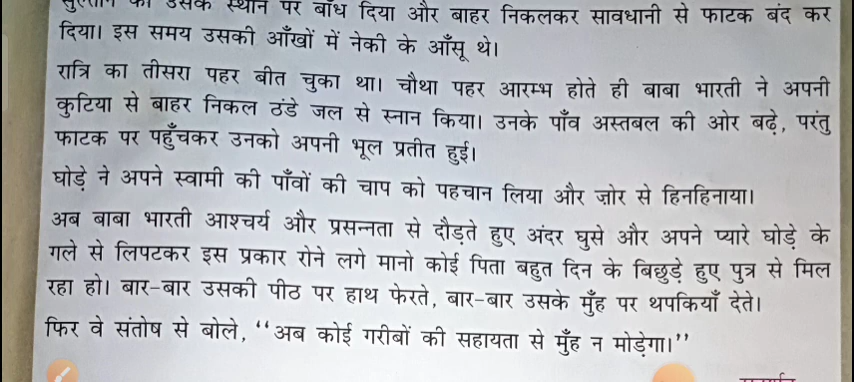 सुल्तान को उसके स्थान पर बाँध दिया और बाहर निकलकर सावधानी से फाटक बंद कर
दिया। इस समय उसकी आँखों में नेकी के आँसू थे।
रात्रि का तीसरा पहर बीत चुका था। चौथा पहर आरम्भ होते ही बाबा भारती ने अपनी
कुटिया से बाहर निकल ठंडे जल से स्नान किया। उनके पाँव अस्तबल की ओर बढ़े, परंतु
फाटक पर पहुँचकर उनको अपनी भूल प्रतीत हुई।
घोड़े ने अपने स्वामी की पाँवों की चाप को पहचान लिया और ज़ोर से हिनहिनाया।
अब बाबा भारती आश्चर्य और प्रसन्नता से दौड़ते हुए अंदर घुसे और अपने प्यारे घोड़े के
गले से लिपटकर इस प्रकार रोने लगे मानो कोई पिता बहुत दिन के बिछुड़े हुए पुत्र से मिल
रहा हो। बार-बार उसकी पीठ पर हाथ फेरते, बार-बार उसके मुँह पर थपकियाँ देते।
फिर वे संतोष से बोले, ‘‘अब कोई गरीबों की सहायता से मुँह न मोड़ेगा।’’